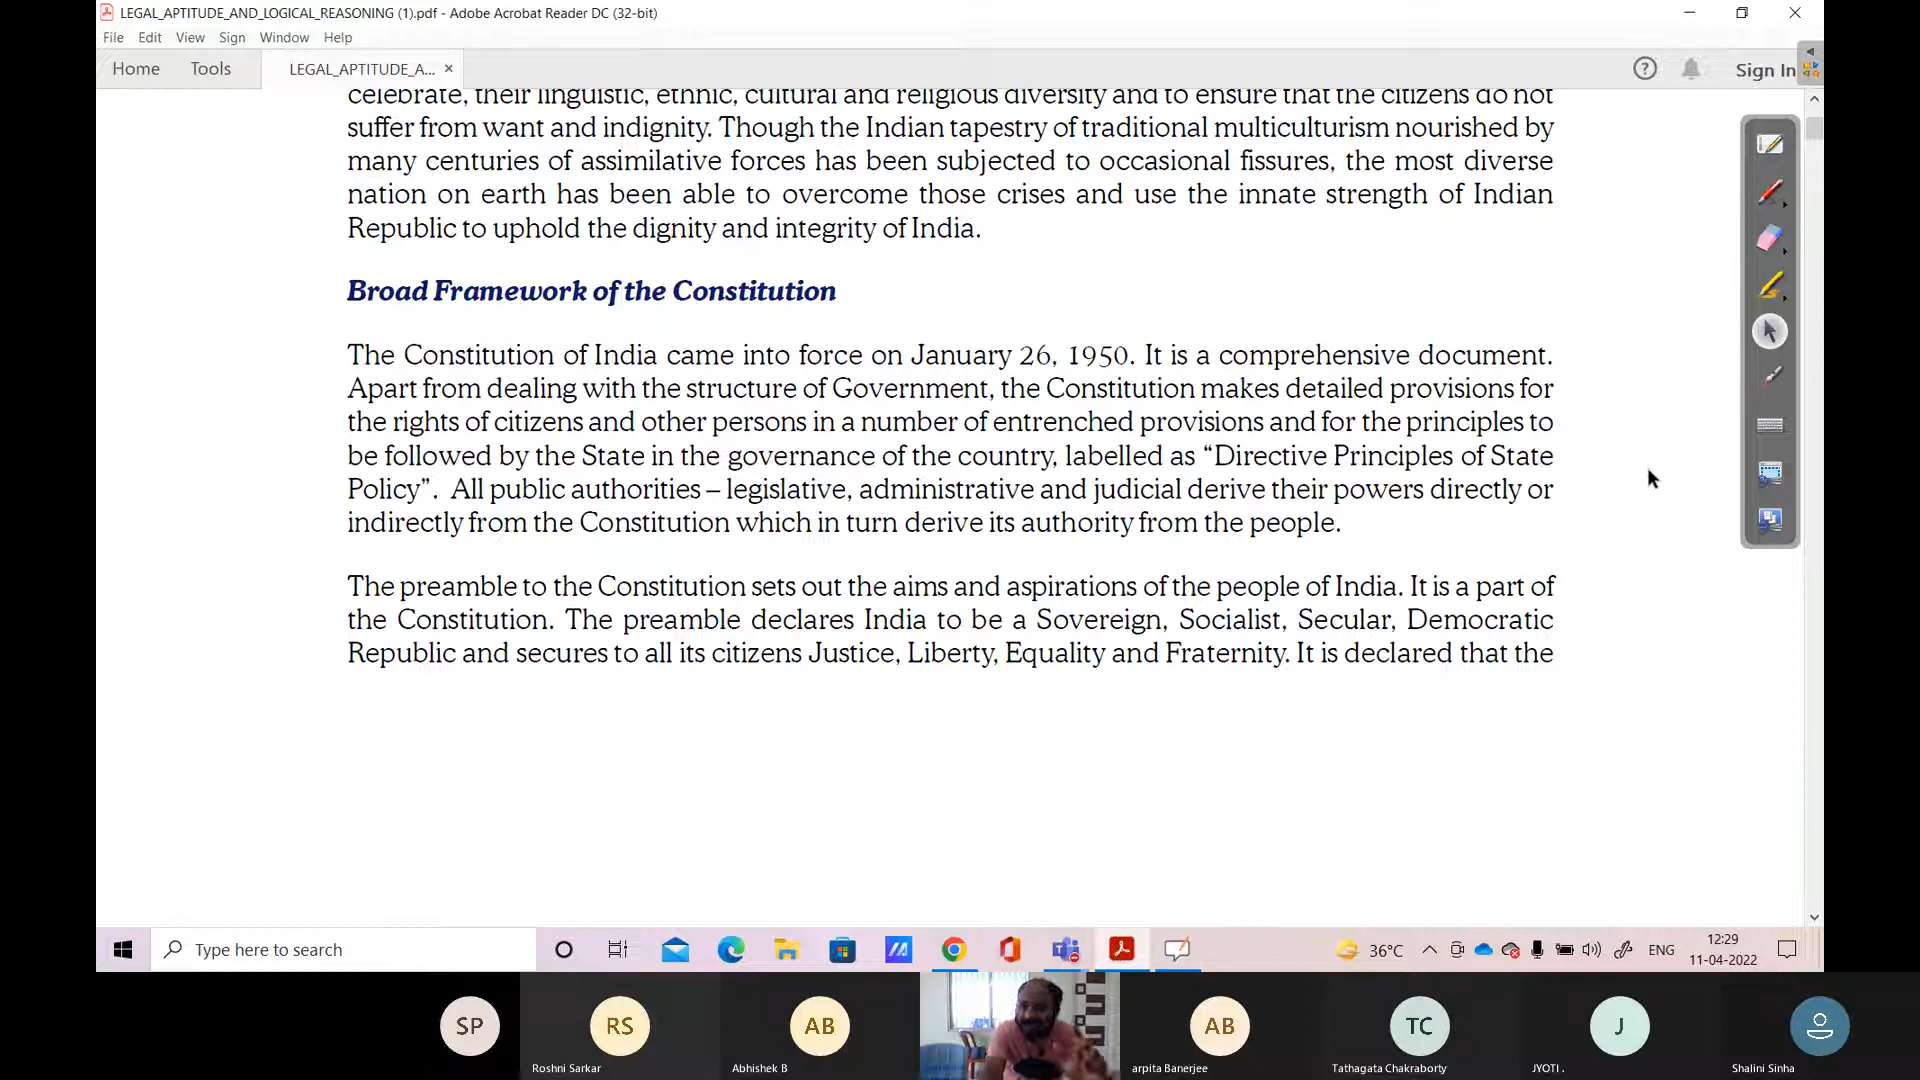 LEGAL_APTITUDE_AND_LOGICAL_REASONING (1).pdf - Adobe Acrobat Reader DC (32-bit)
File Edit View Sign Window Help
Home Tools LEGAL_APTITUDE_A... × Sign In
celebrate, their linguistic, ethnic, cultural and religious diversity and to ensure that the citizens do not
suffer from want and indignity. Though the Indian tapestry of traditional multiculturism nourished by
many centuries of assimilative forces has been subjected to occasional fissures, the most diverse
nation on earth has been able to overcome those crises and use the innate strength of Indian
Republic to uphold the dignity and integrity of India.
Broad Framework of the Constitution
The Constitution of India came into force on January 26, 1950. It is a comprehensive document.
Apart from dealing with the structure of Government, the Constitution makes detailed provisions for
the rights of citizens and other persons in a number of entrenched provisions and for the principles to
be followed by the State in the governance of the country, labelled as “Directive Principles of State
Policy”. All public authorities – legislative, administrative and judicial derive their powers directly or
indirectly from the Constitution which in turn derive its authority from the people.
The preamble to the Constitution sets out the aims and aspirations of the people of India. It is a part of
the Constitution. The preamble declares India to be a Sovereign, Socialist, Secular, Democratic
Republic and secures to all its citizens Justice, Liberty, Equality and Fraternity. It is declared that the
Type here to search
36°C ENG 12:29
11-04-2022
SP RS AB AB TC J
Roshni Sarkar Abhishek B arpita Banerjee Tathagata Chakraborty JYOTI . Shalini Sinha